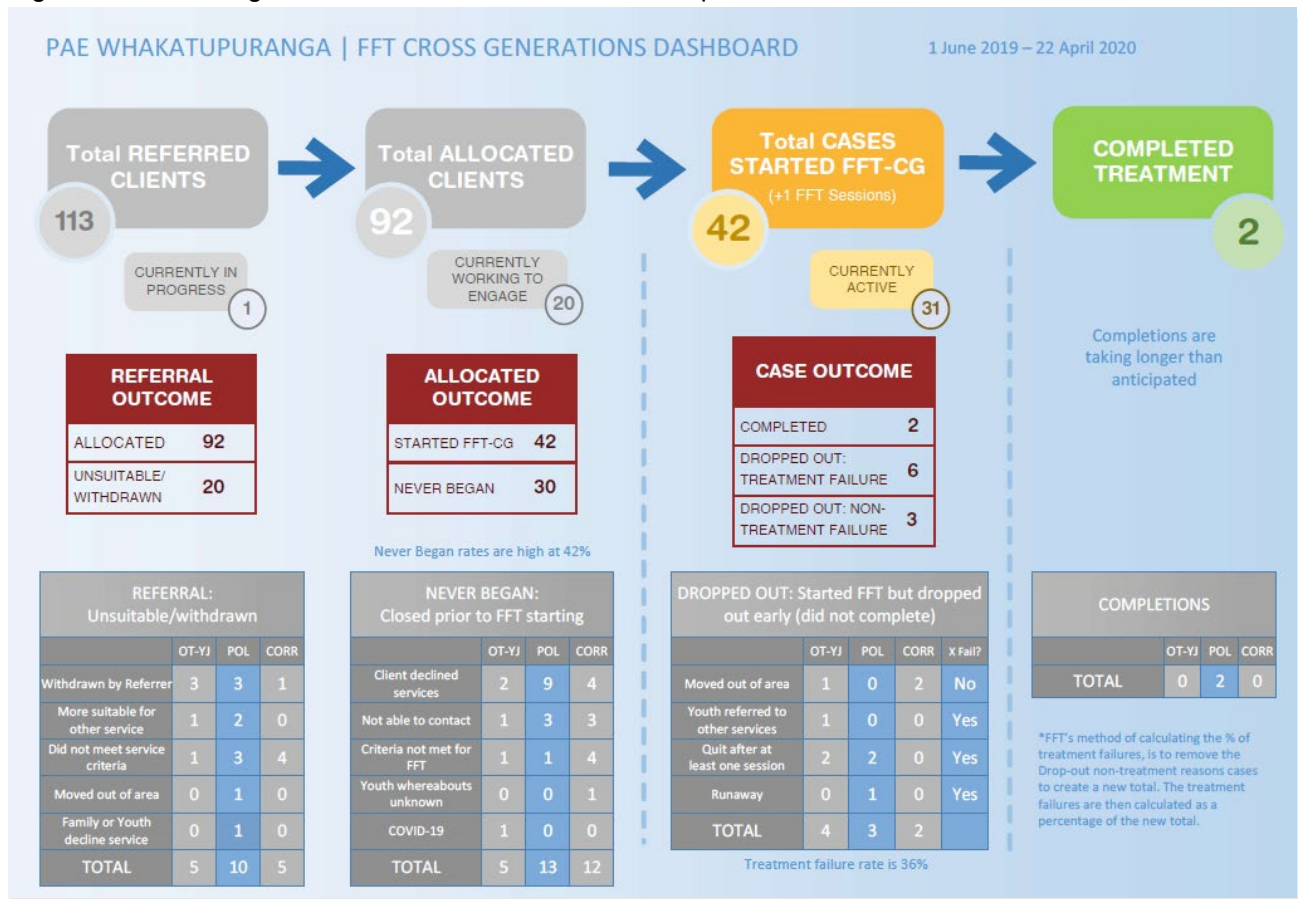 PAE WHAKATUPURANGA | FFT CROSS GENERATIONS DASHBOARD
1 June 2019 – 22 April 2020
Total REFERRED
CLIENTS
113
CURRENTLY IN
PROGRESS
1
Total ALLOCATED
CLIENTS
92
CURRENTLY
WORKING TO
ENGAGE
20
Total CASES
STARTED FFT-CG
(+1 FFT Sessions)
42
CURRENTLY
ACTIVE
31
COMPLETED
TREATMENT
2
Completions are
taking longer than
anticipated
REFERRAL
OUTCOME
ALLOCATED 92
UNSUITABLE/
WITHDRAWN 20
ALLOCATED
OUTCOME
STARTED FFT-CG 42
NEVER BEGAN 30
Never Began rates are high at 42%
CASE OUTCOME
COMPLETED 2
DROPPED OUT:
TREATMENT FAILURE 6
DROPPED OUT: NON-
TREATMENT FAILURE 3
REFERRAL:
Unsuitable/withdrawn
OT-YJ POL CORR
Withdrawn by Referrer 3 3 1
More suitable for
other service 1 2 0
Did not meet service
criteria 1 3 4
Moved out of area 0 1 0
Family or Youth
decline service 0 1 0
TOTAL 5 10 5
NEVER BEGAN:
Closed prior to FFT starting
OT-YJ POL CORR
Client declined
services 2 9 4
Not able to contact 1 3 3
Criteria not met for
FFT 1 1 4
Youth whereabouts
unknown 0 0 1
COVID-19 1 0 0
TOTAL 5 13 12
DROPPED OUT: Started FFT but dropped
out early (did not complete)
OT-YJ POL CORR X Fail?
Moved out of area 1 0 2 No
Youth referred to
other services 1 0 0 Yes
Quit after at
least one session 2 2 0 Yes
Runaway 0 1 0 Yes
TOTAL 4 3 2
Treatment failure rate is 36%
COMPLETIONS
OT-YJ POL CORR
TOTAL 0 2 0
*FFT's method of calculating the % of
treatment failures, is to remove the
Drop-out non-treatment reasons cases
to create a new total. The treatment
failures are then calculated as a
percentage of the new total.